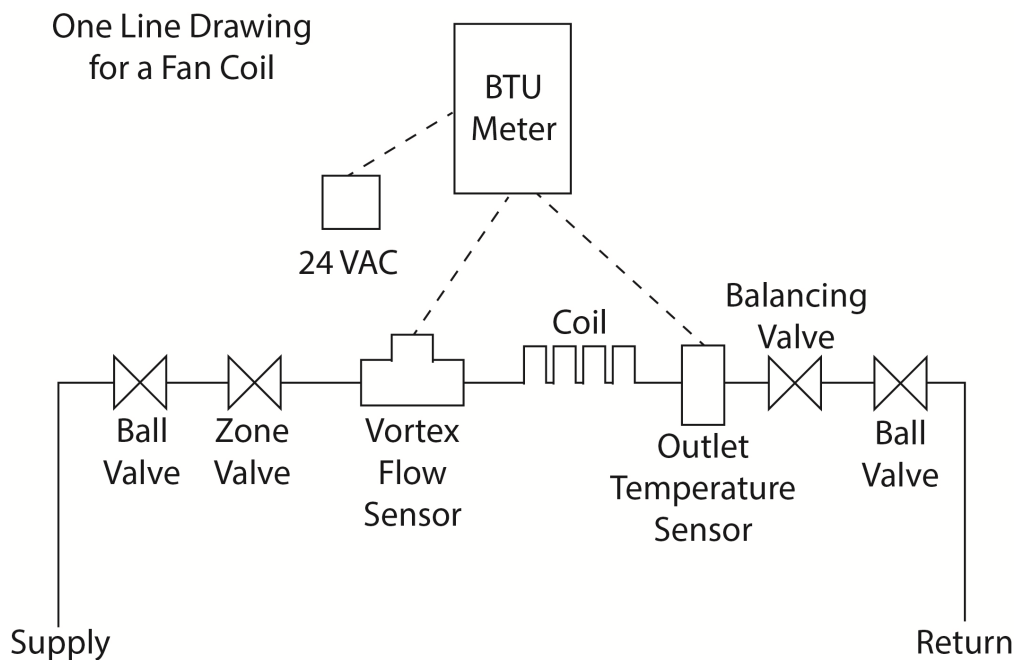 One Line Drawing
for a Fan Coil
BTU
Meter
24 VAC
Coil
Balancing
Valve
Ball
Valve
Zone
Valve
Vortex
Flow
Sensor
Outlet
Temperature
Sensor
Ball
Valve
Supply
Return